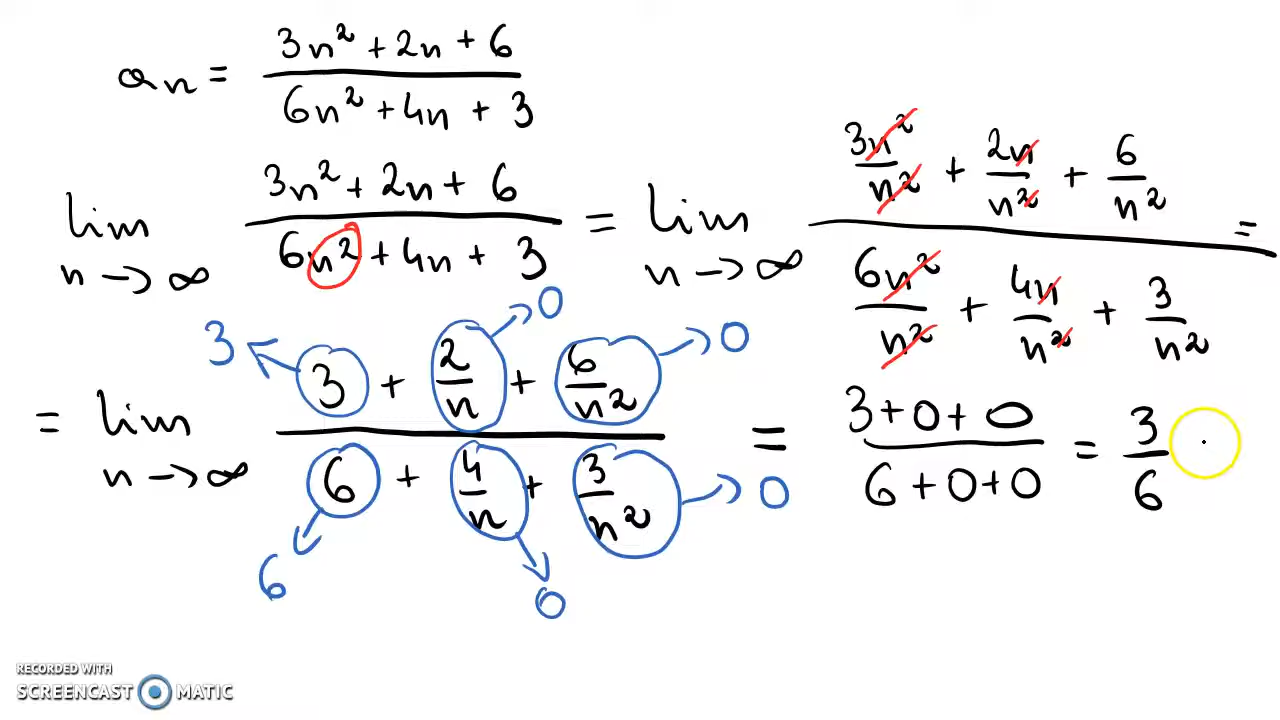 aₙ = (3n² + 2n + 6)/(6n² + 4n + 3)
lim n→∞ (3n² + 2n + 6)/(6n² + 4n + 3) = lim n→∞ (3n²/n² + 2n/n² + 6/n²)/(6n²/n² + 4n/n² + 3/n²) =
3 0 0
= lim n→∞ (3 + 2/n + 6/n²)/(6 + 4/n + 3/n²) = (3+0+0)/(6+0+0) = 3/6
0
6 0
RECORDED WITH
SCREENCAST MATIC